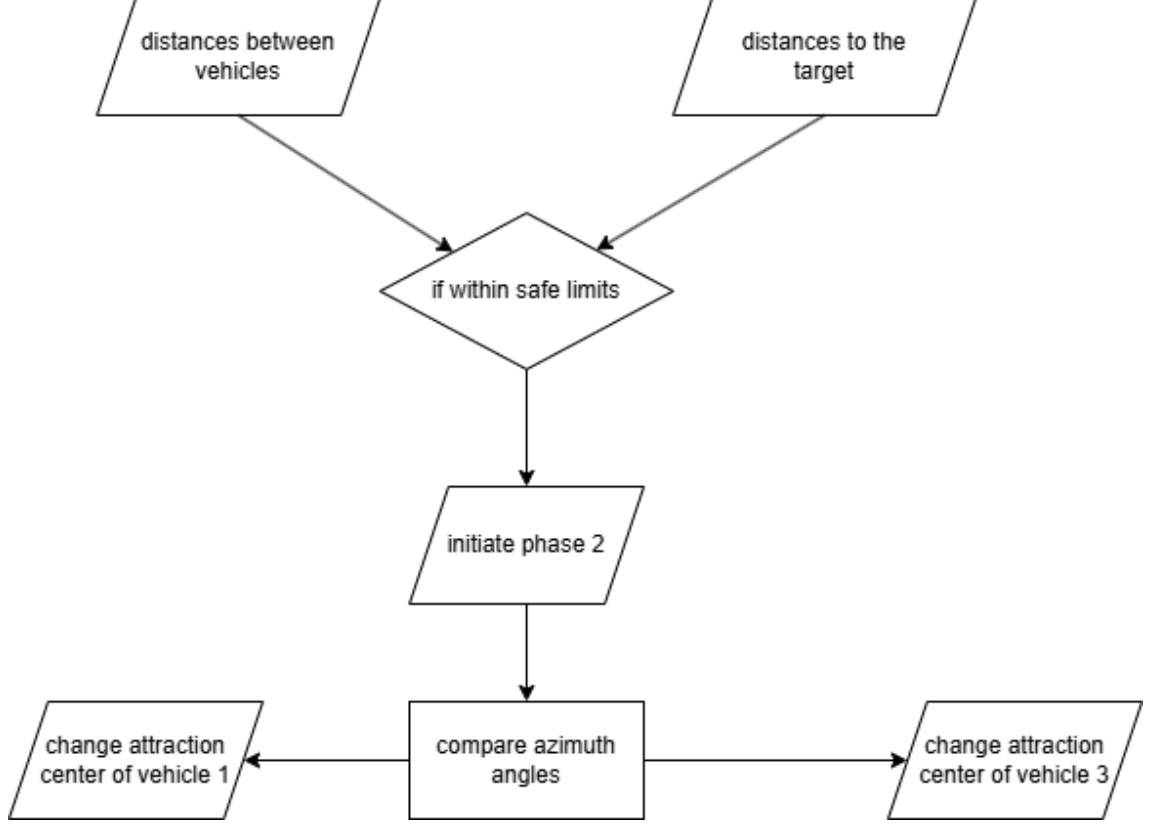 distances between
vehicles
distances to the
target
if within safe limits
initiate phase 2
change attraction
center of vehicle 1
compare azimuth
angles
change attraction
center of vehicle 3